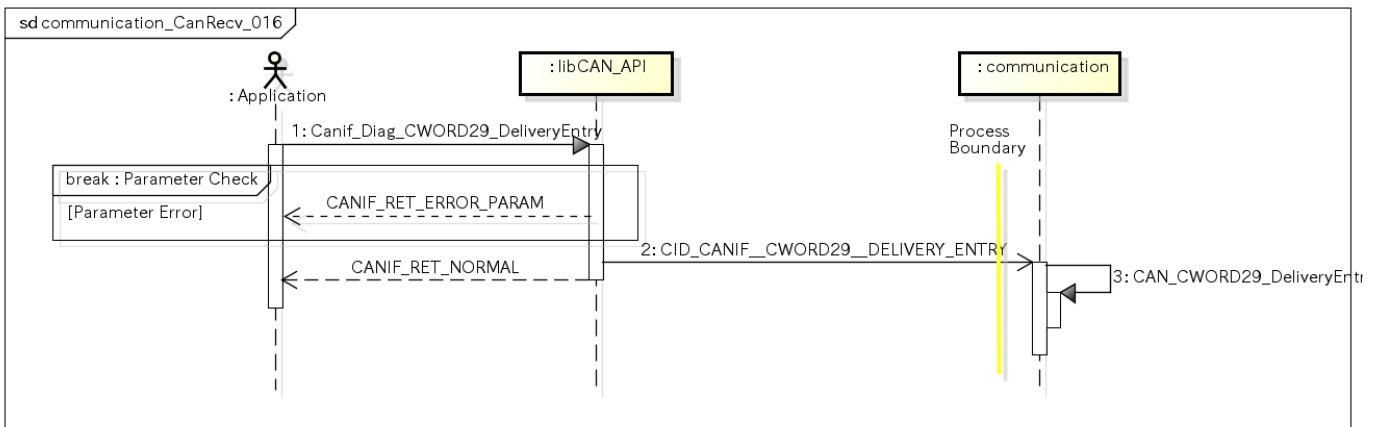 sd communication_CanRecv_016
: Application
: libCAN_API
: communication
1: Canif_Diag_CWORD29_DeliveryEntry
Process
Boundary
break : Parameter Check
[Parameter Error]
CANIF_RET_ERROR_PARAM
2: CID_CANIF__CWORD29__DELIVERY_ENTRY
CANIF_RET_NORMAL
3: CAN_CWORD29_DeliveryEntr